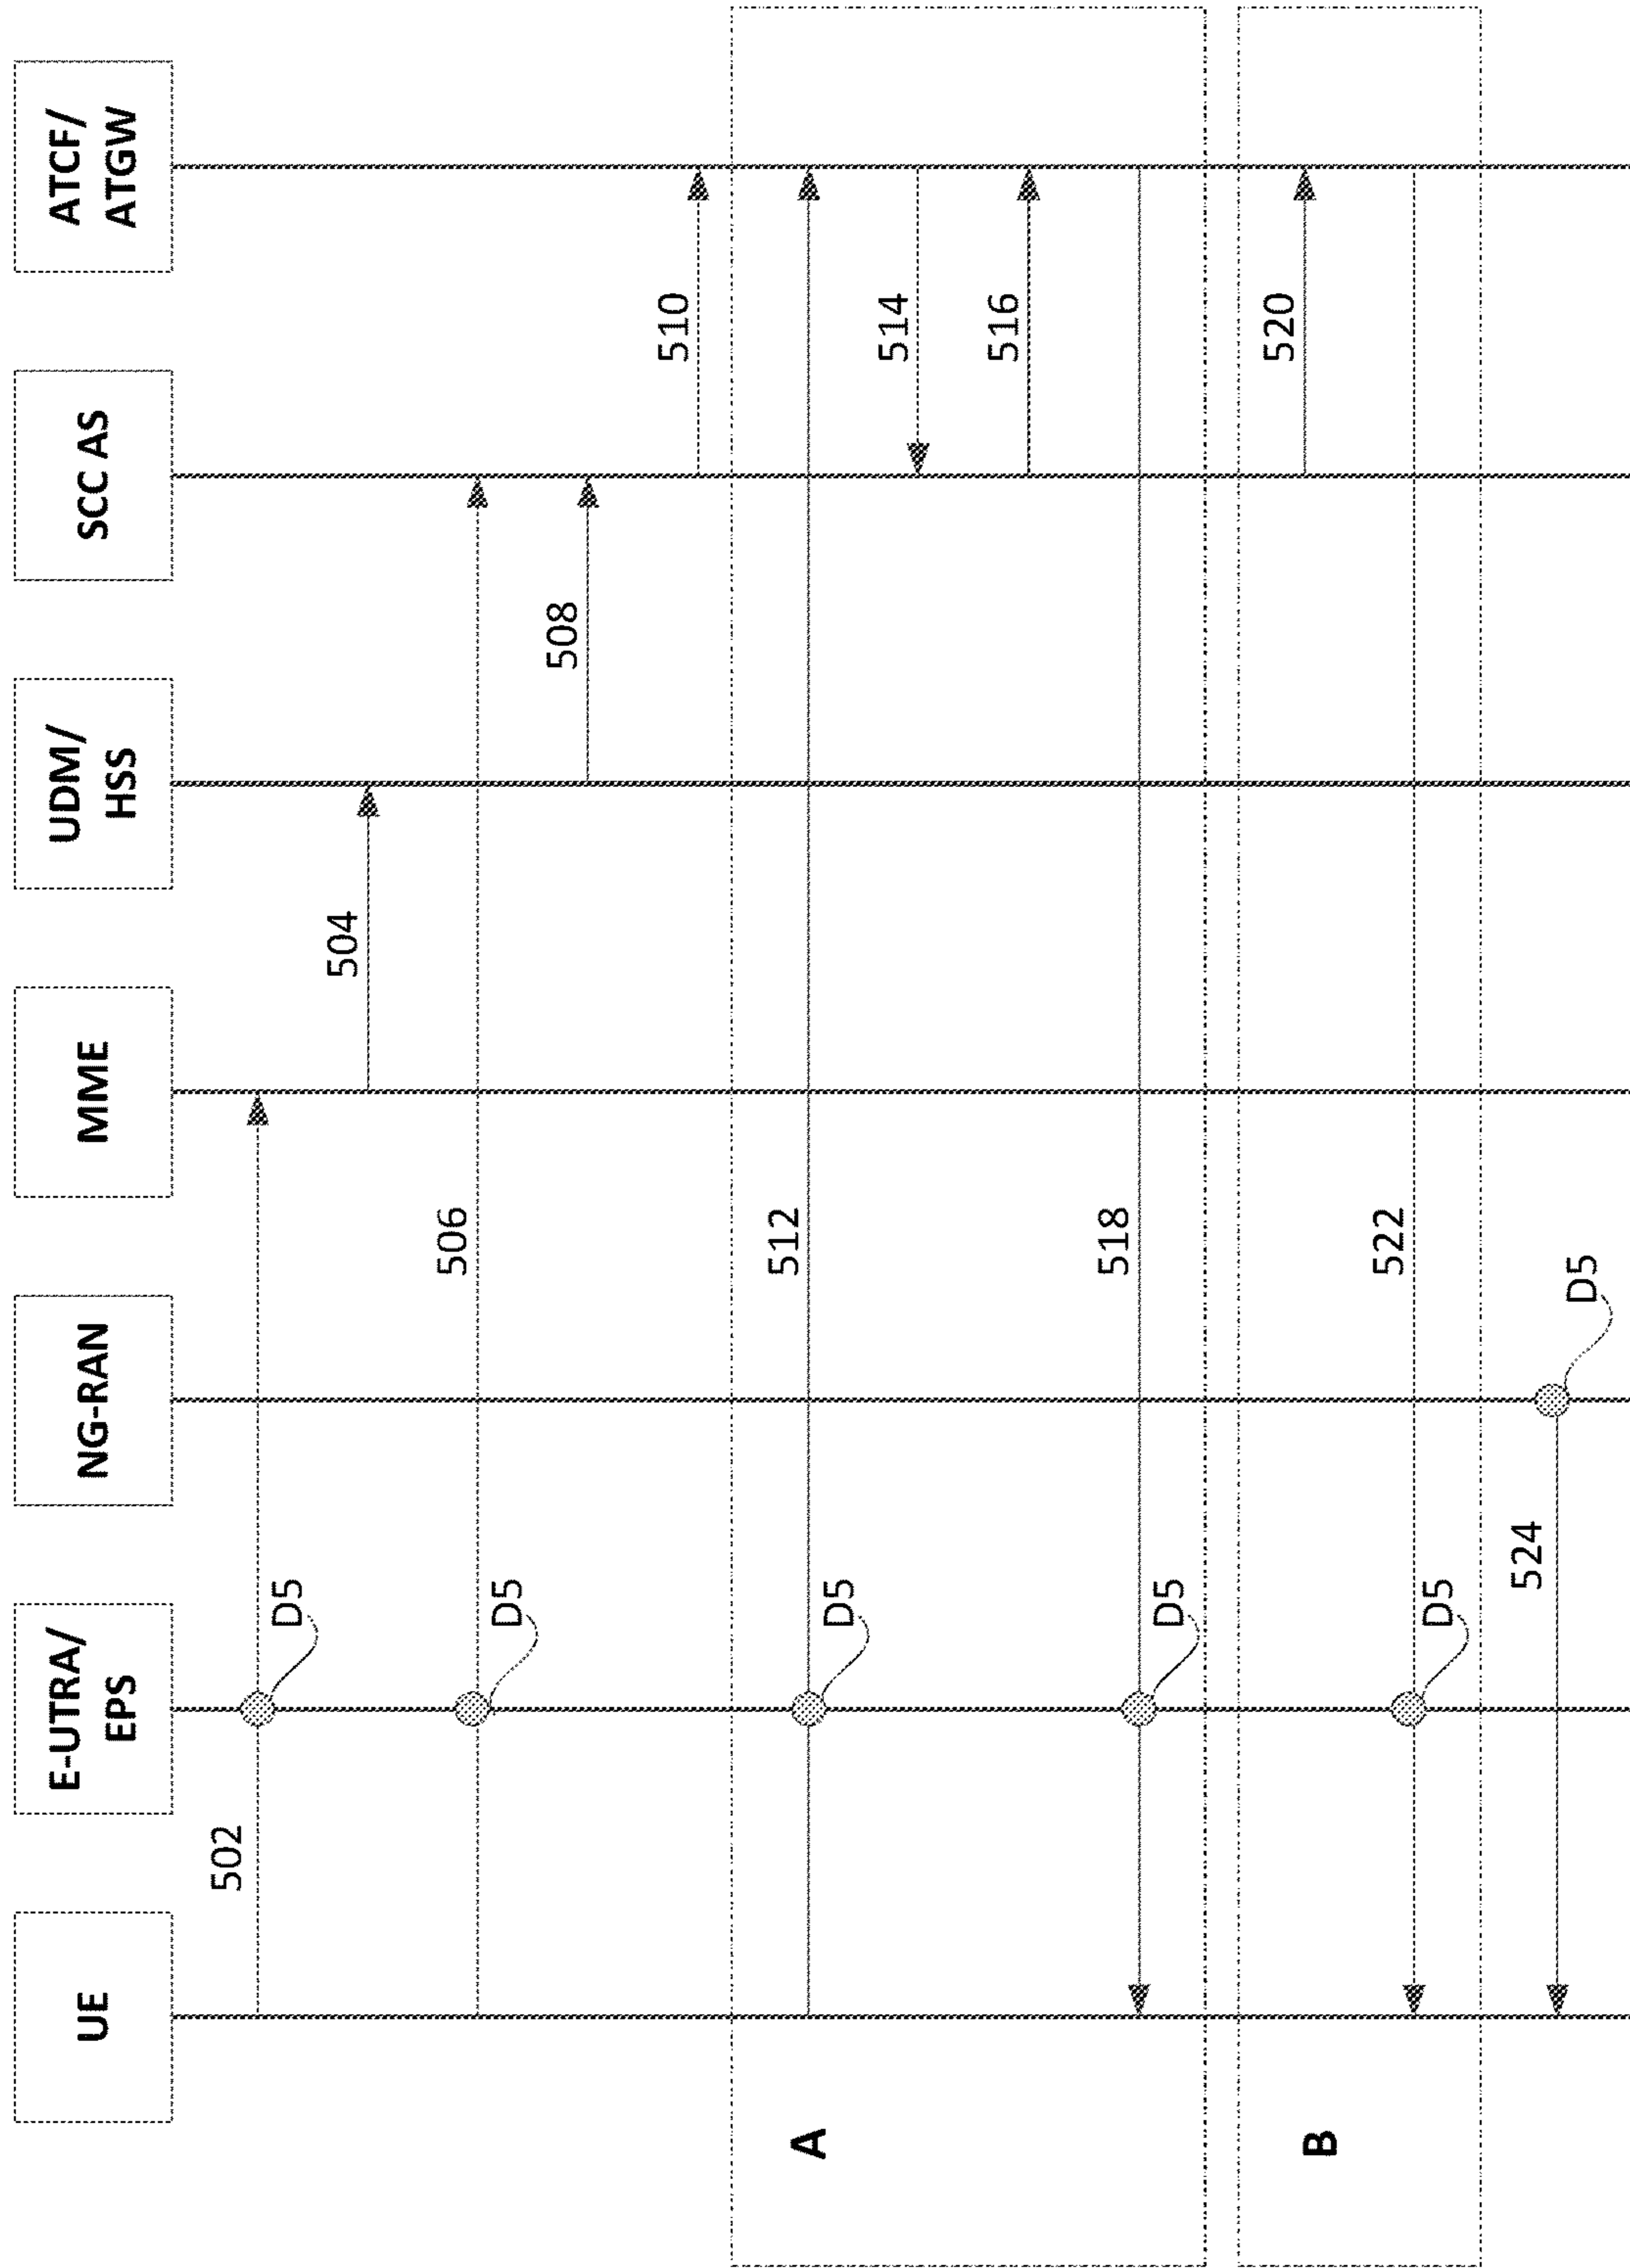 UE
E-UTRA/
EPS
NG-RAN
MME
UDM/
HSS
SCC AS
ATCF/
ATGW
502
D5
504
506
D5
508
510
A
512
D5
514
516
518
D5
B
520
522
D5
524
D5